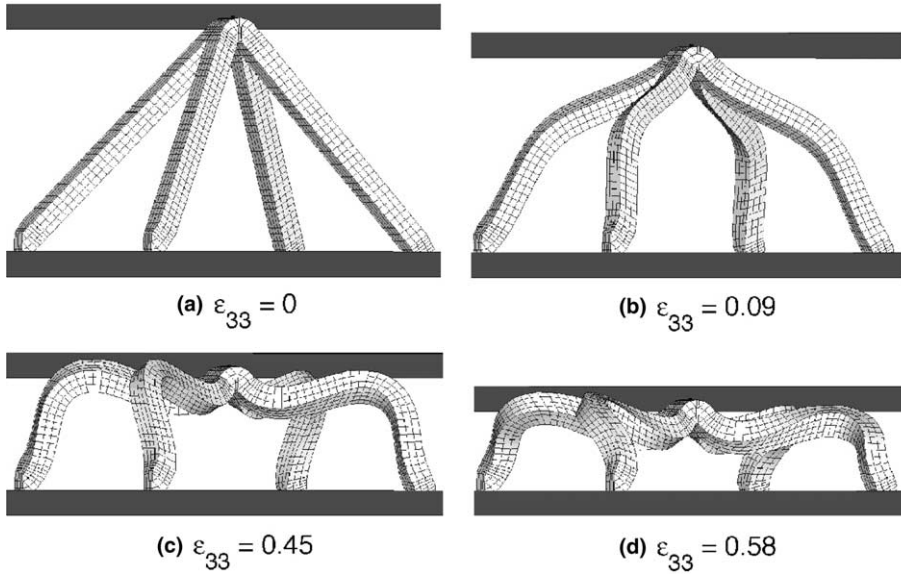 (a) ε33 = 0
(b) ε33 = 0.09
(c) ε33 = 0.45
(d) ε33 = 0.58